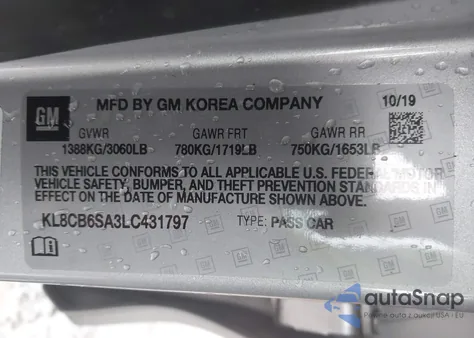 GM MFD BY GM KOREA COMPANY 10/19
GVWR GAWR FRT GAWR RR
1388KG/3060LB 780KG/1719LB 750KG/1653LB
THIS VEHICLE CONFORMS TO ALL APPLICABLE U.S. FEDERAL MOTOR
VEHICLE SAFETY, BUMPER, AND THEFT PREVENTION STANDARDS IN
EFFECT ON THE DATE OF MANUFACTURE SHOWN ABOVE.
KL8CB6SA3LC431797 TYPE: PASS CAR
autoSnap